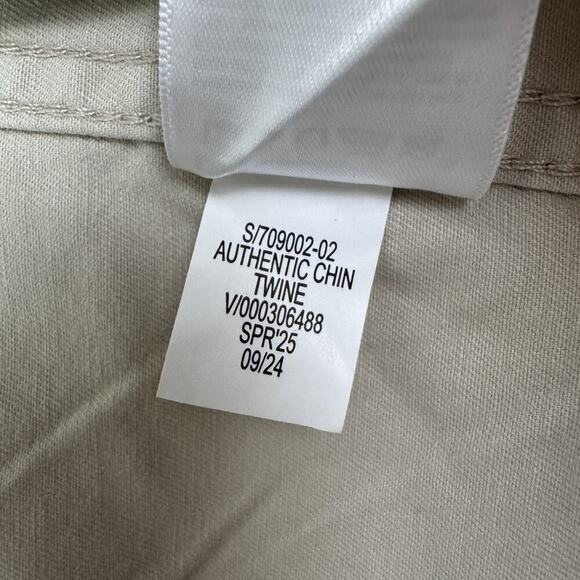 S/709002-02
AUTHENTIC CHIN
TWINE
V/000306488
SPR'25
09/24